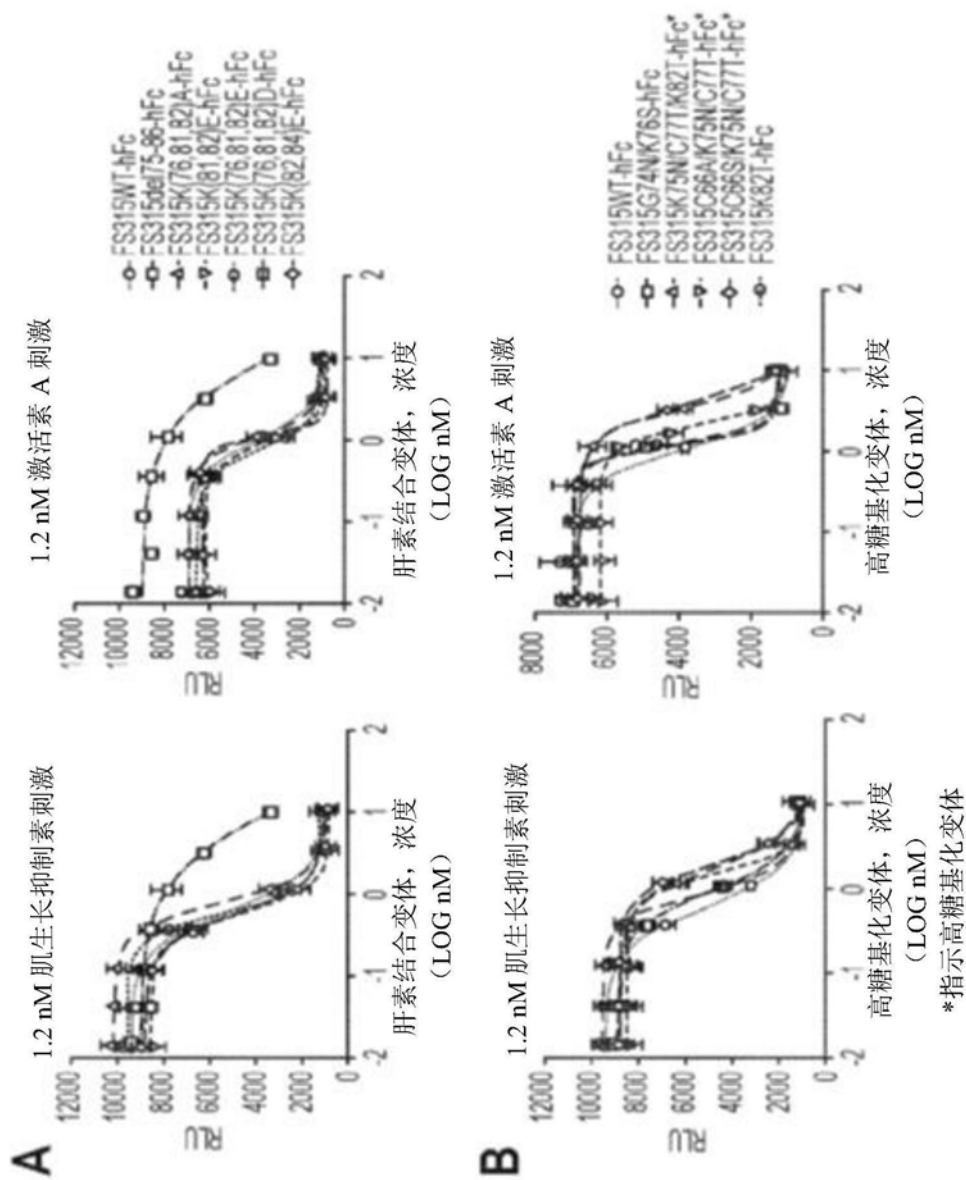 A
1.2 nM 肌生长抑制素刺激
12000
10000
8000
6000
4000
2000
0
RLU
-2
-1
0
1
2
肝素结合变体，浓度
（LOG nM）
1.2 nM 激活素 A 刺激
12000
10000
8000
6000
4000
2000
0
RLU
-2
-1
0
1
2
肝素结合变体，浓度
（LOG nM）
FS315WT-hFc
FS315del75-86-hFc
FS315K(76,81,82)A-hFc
FS315K(81,82)E-hFc
FS315K(76,81,82)E-hFc
FS315K(76,81,82)D-hFc
FS315K(82,84)E-hFc
B
1.2 nM 肌生长抑制素刺激
12000
10000
8000
6000
4000
2000
0
RLU
-2
-1
0
1
2
高糖基化变体，浓度
（LOG nM）
*指示高糖基化变体
1.2 nM 激活素 A 刺激
8000
6000
4000
2000
0
RLU
-2
-1
0
1
2
高糖基化变体，浓度
（LOG nM）
FS315WT-hFc
FS315G74N/K76S-hFc
FS315K75N/C77T/K82T-hFc*
FS315C66A/K75N/C77T-hFc*
FS315C66S/K75N/C77T-hFc*
FS315K82T-hFc